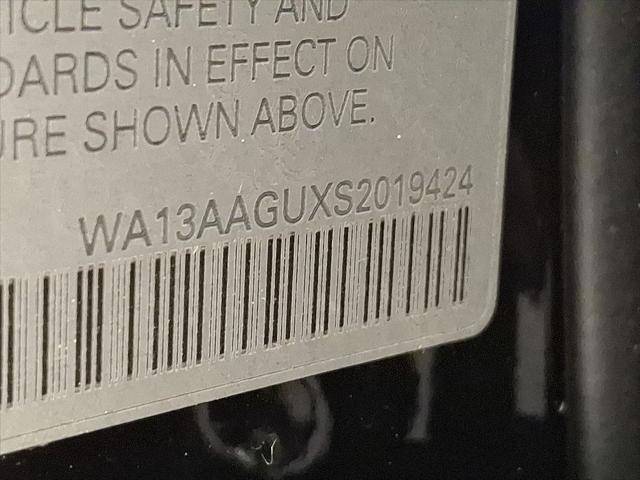 ICLE SAFETY AND
DARDS IN EFFECT ON
URE SHOWN ABOVE.
WA13AAGUXS2019424